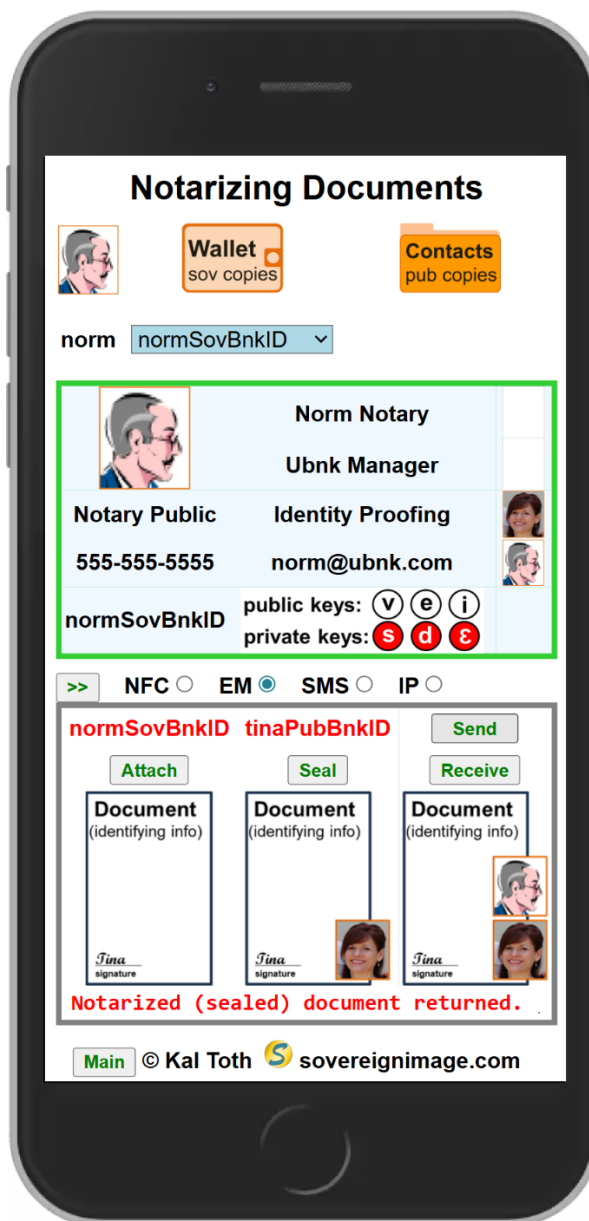 Notarizing Documents
Wallet
sov copies
Contacts
pub copies
norm normSovBnkID
Norm Notary
Ubnk Manager
Notary Public Identity Proofing
555-555-5555 norm@ubnk.com
normSovBnkID
public keys: v e j
private keys: s d ε
>> NFC EM SMS IP
normSovBnkID tinaPubBnkID Send
Attach Seal Receive
Document Document Document
(identifying info) (identifying info) (identifying info)
Tina Tina Tina
signature signature signature
Notarized (sealed) document returned.
Main © Kal Toth S sovereignimage.com